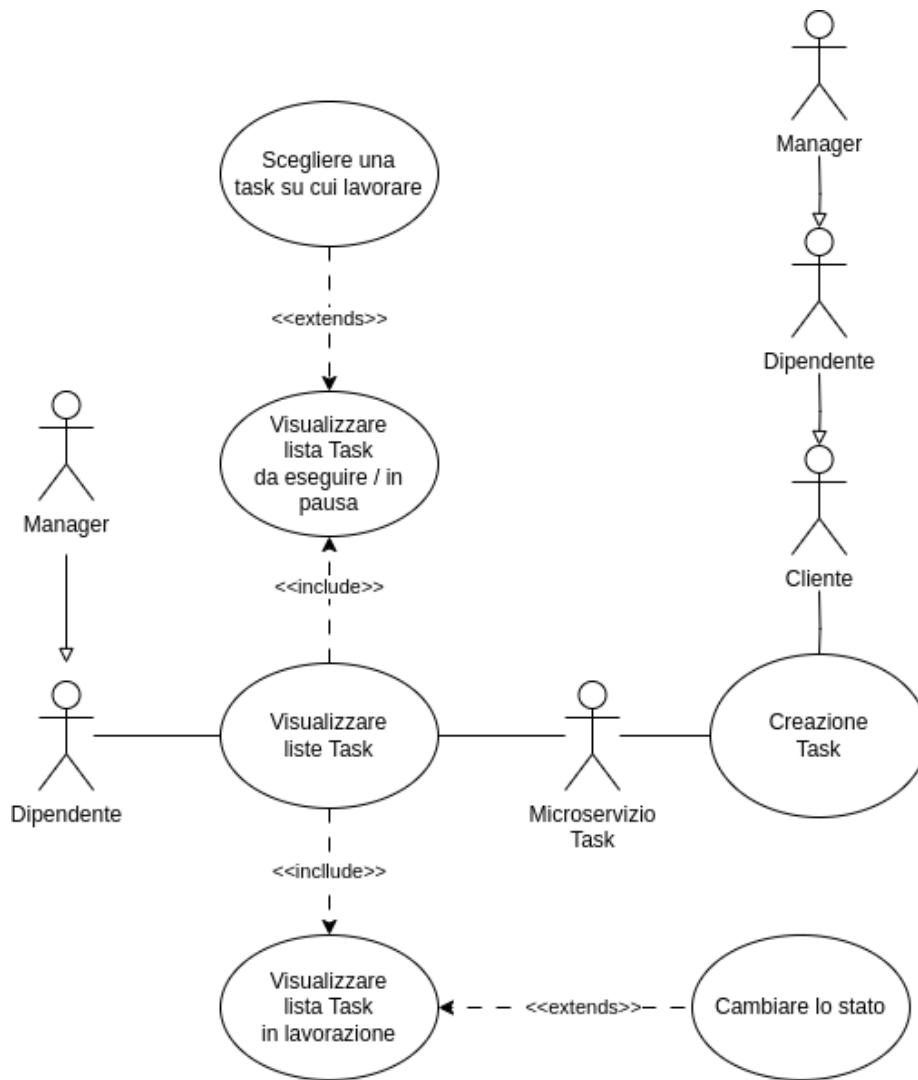 Manager
Scegliere una
task su cui lavorare
<<extends>>
Dipendente
Visualizzare
lista Task
da eseguire / in
pausa
Manager
Cliente
<<include>>
Visualizzare
liste Task
Creazione
Task
Dipendente
Microservizio
Task
<<incllude>>
Visualizzare
lista Task
in lavorazione
<<extends>>
Cambiare lo stato